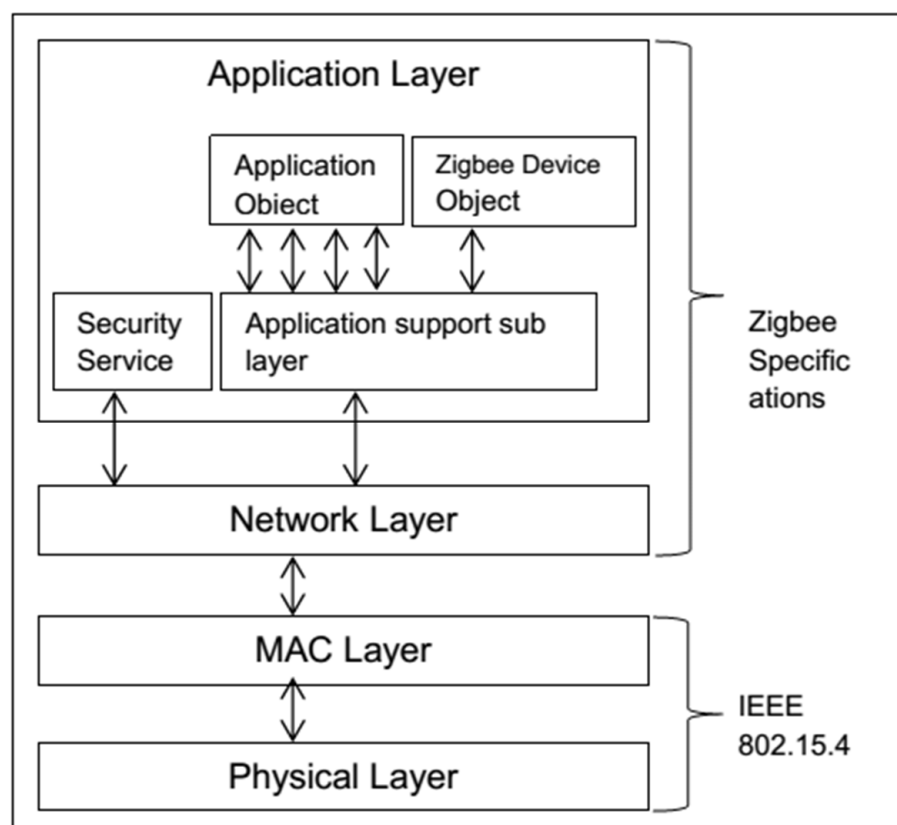 Application Layer
Application
Obiect
Zigbee Device
Object
Security
Service
Application support sub
layer
Zigbee
Specific
ations
Network Layer
MAC Layer
IEEE
802.15.4
Physical Layer